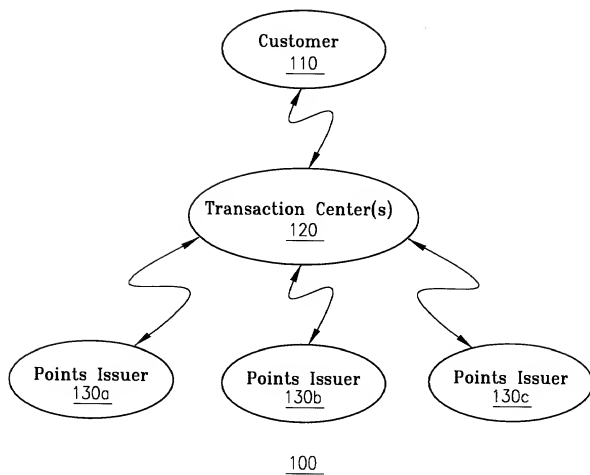 Customer
110
Transaction Center(s)
120
Points Issuer
130a
Points Issuer
130b
Points Issuer
130c
100